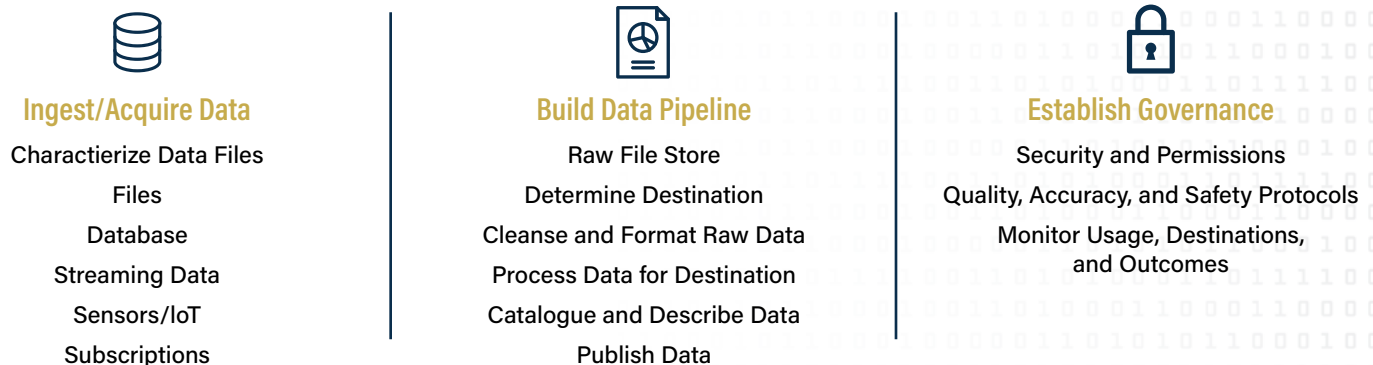 Ingest/Acquire Data
Charactierize Data Files
Files
Database
Streaming Data
Sensors/IoT
Subscriptions
Build Data Pipeline
Raw File Store
Determine Destination
Cleanse and Format Raw Data
Process Data for Destination
Catalogue and Describe Data
Publish Data
Establish Governance
Security and Permissions
Quality, Accuracy, and Safety Protocols
Monitor Usage, Destinations,
and Outcomes